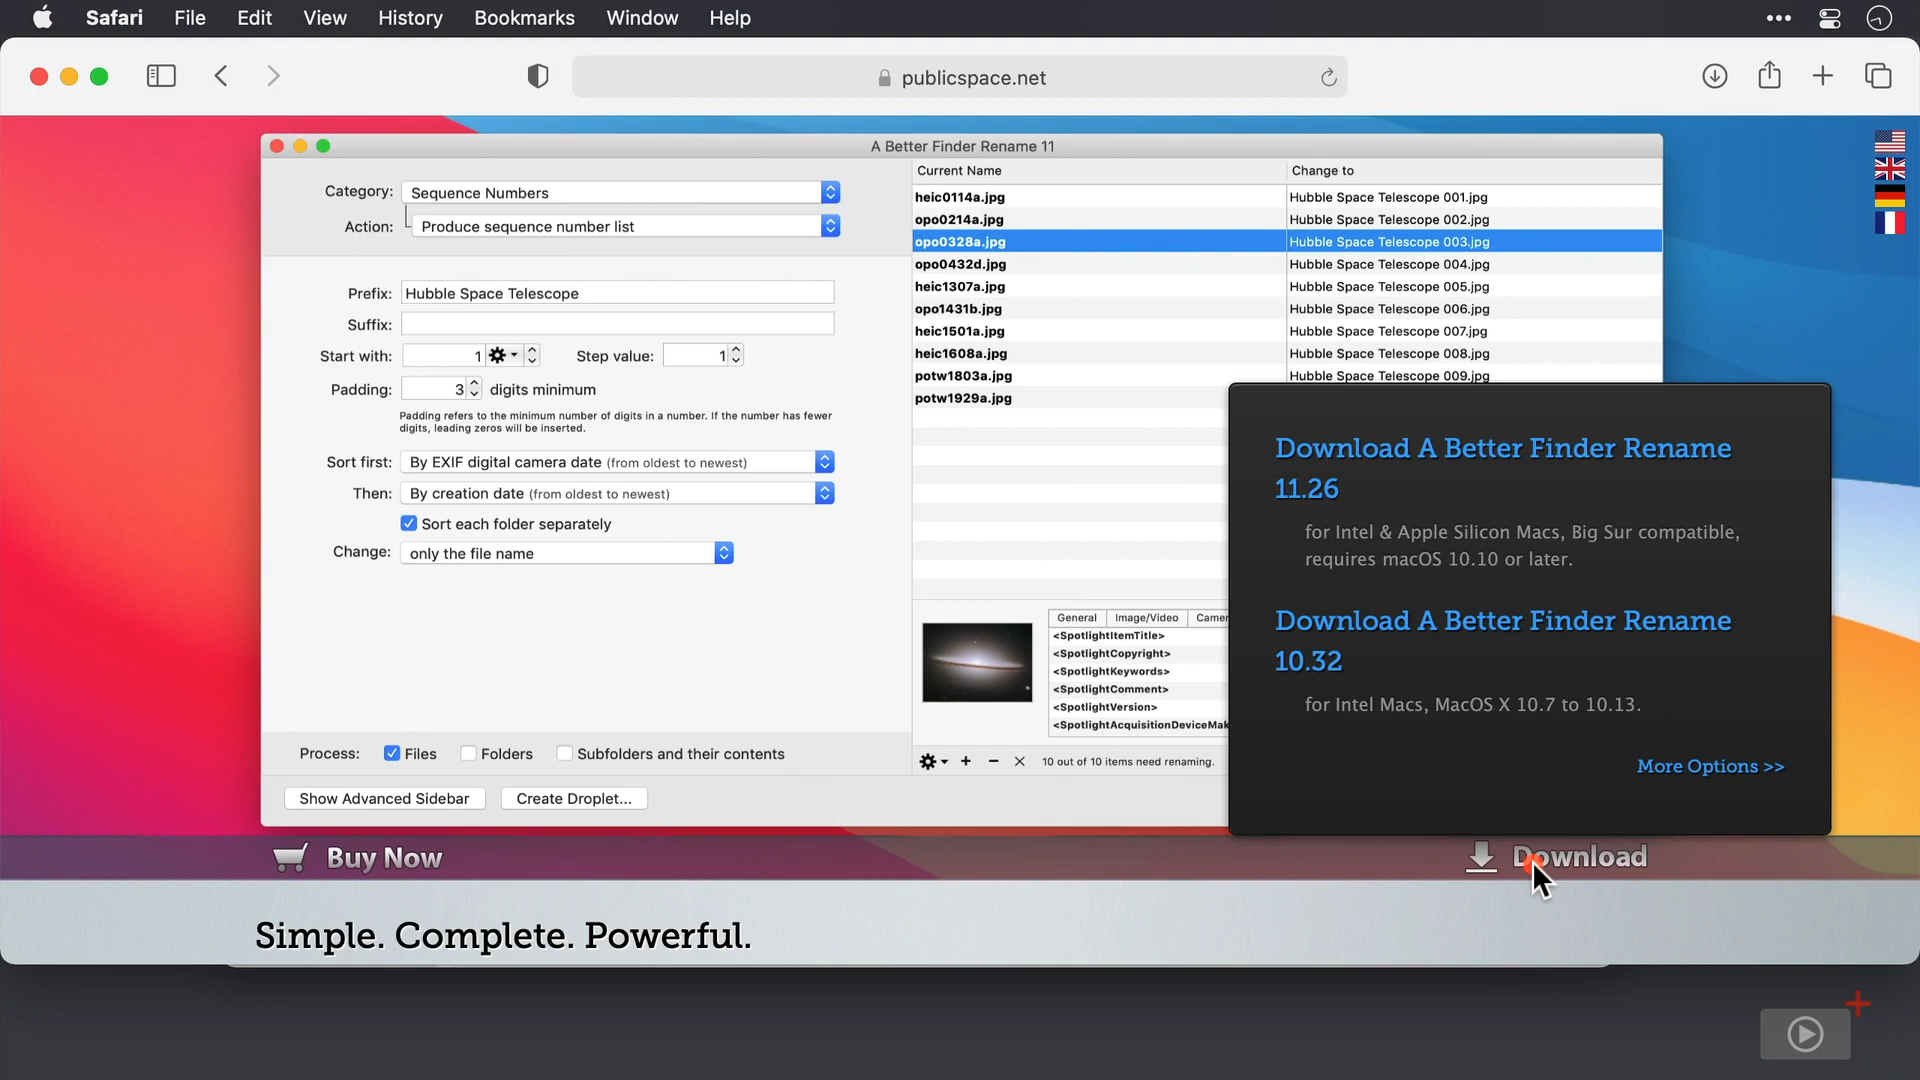 Safari File Edit View History Bookmarks Window Help
publicspace.net
A Better Finder Rename 11
Category: Sequence Numbers
Action: Produce sequence number list
Prefix: Hubble Space Telescope
Suffix:
Start with: 1 Step value: 1
Padding: 3 digits minimum
Padding refers to the minimum number of digits in a number. If the number has fewer
digits, leading zeros will be inserted.
Sort first: By EXIF digital camera date (from oldest to newest)
Then: By creation date (from oldest to newest)
Sort each folder separately
Change: only the file name
Process: Files Folders Subfolders and their contents
Show Advanced Sidebar Create Droplet...
Current Name Change to
heic0114a.jpg Hubble Space Telescope 001.jpg
opo0214a.jpg Hubble Space Telescope 002.jpg
opo0328a.jpg Hubble Space Telescope 003.jpg
opo0432d.jpg Hubble Space Telescope 004.jpg
heic1307a.jpg Hubble Space Telescope 005.jpg
opo1431b.jpg Hubble Space Telescope 006.jpg
heic1501a.jpg Hubble Space Telescope 007.jpg
heic1608a.jpg Hubble Space Telescope 008.jpg
potw1803a.jpg Hubble Space Telescope 009.jpg
potw1929a.jpg
General Image/Video Camer
<SpotlightItemTitle>
<SpotlightCopyright>
<SpotlightKeywords>
<SpotlightComment>
<SpotlightVersion>
<SpotlightAcquisitionDeviceMak
10 out of 10 items need renaming.
Download A Better Finder Rename
11.26
for Intel & Apple Silicon Macs, Big Sur compatible,
requires macOS 10.10 or later.
Download A Better Finder Rename
10.32
for Intel Macs, MacOS X 10.7 to 10.13.
More Options >>
Buy Now Download
Simple. Complete. Powerful.